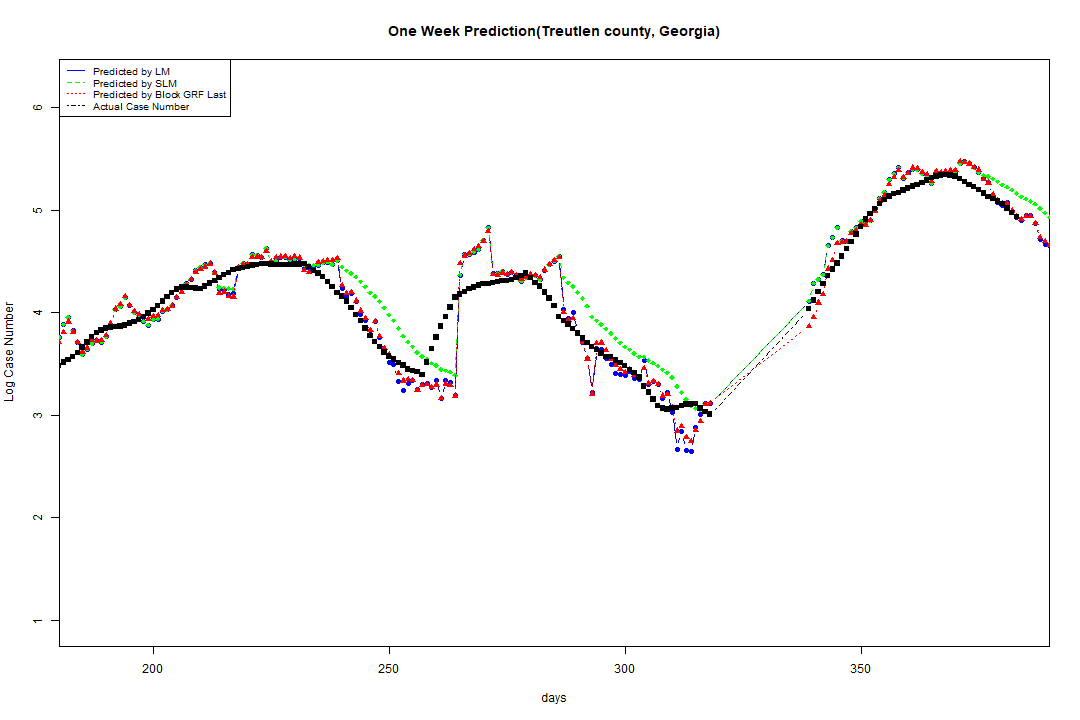 One Week Prediction(Treutlen county, Georgia)
Predicted by LM
Predicted by SLM
Predicted by Block GRF Last
Actual Case Number
Log Case Number
6
5
4
3
2
1
200 250 300 350
days